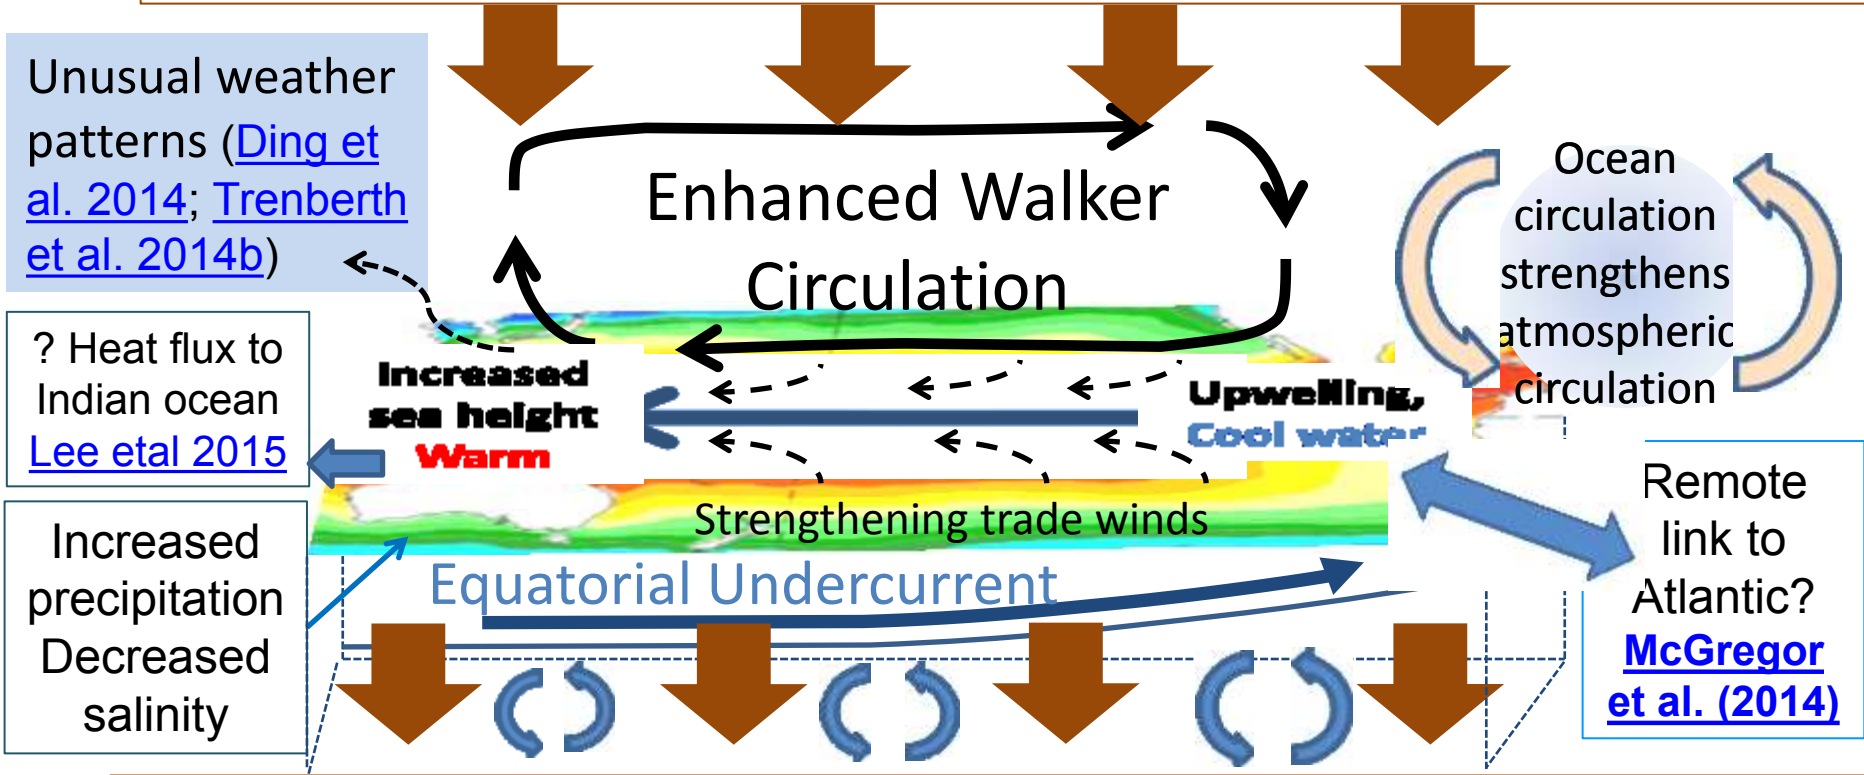 Unusual weather
patterns (Ding et
al. 2014; Trenberth
et al. 2014b)
Enhanced Walker
Circulation
Ocean
circulation
strengthens
atmospheric
circulation
? Heat flux to
Indian ocean
Lee etal 2015
Increased
sea height
Warm
Upwelling,
Cool water
Strengthening trade winds
Increased
precipitation
Decreased
salinity
Equatorial Undercurrent
Remote
link to
Atlantic?
McGregor
et al. (2014)